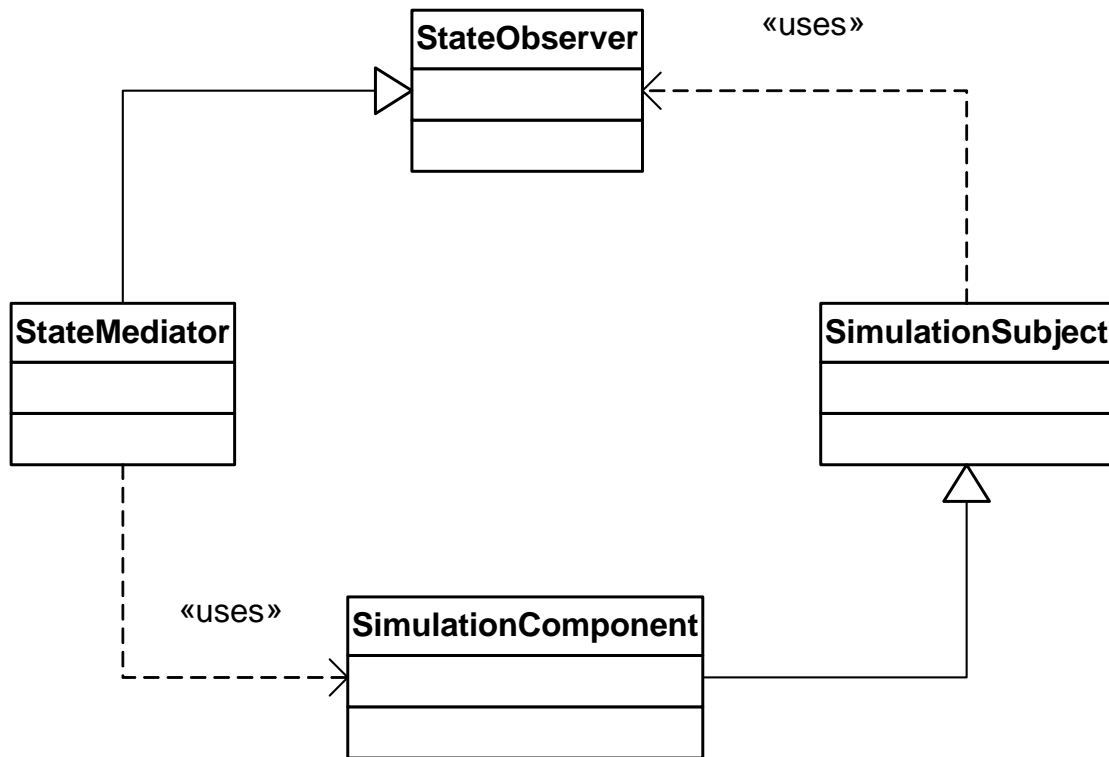 «uses»
StateObserver
StateMediator
SimulationSubject
«uses»
SimulationComponent